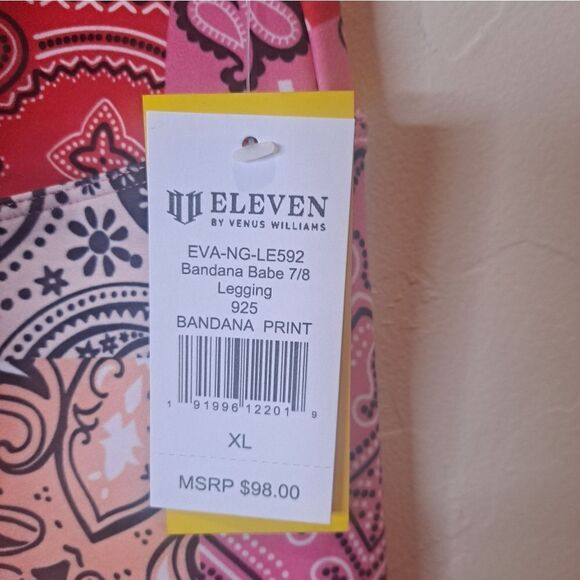 ELEVEN
BY VENUS WILLIAMS
EVA-NG-LE592
Bandana Babe 7/8
Legging
925
BANDANA PRINT
1 91996 12201 9
XL
MSRP $98.00